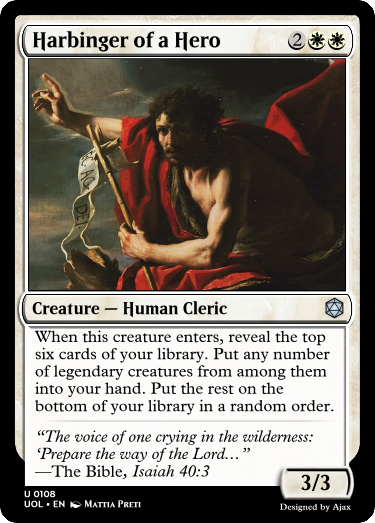 Harbinger of a Hero 2
C. AG
DEI
Creature — Human Cleric
When this creature enters, reveal the top
six cards of your library. Put any number
of legendary creatures from among them
into your hand. Put the rest on the
bottom of your library in a random order.
“The voice of one crying in the wilderness:
‘Prepare the way of the Lord…”
—The Bible, Isaiah 40:3
3/3
U 0108
UOL • EN Mattia Preti
Designed by Ajax